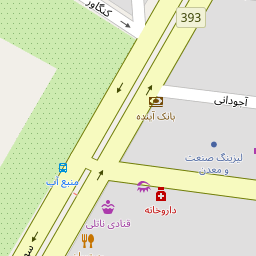 کنگاور
393
آجودانی
بانک آینده
لیزینگ صنعت
و معدن
منبع آب
داروخانه
قنادی ناتلی